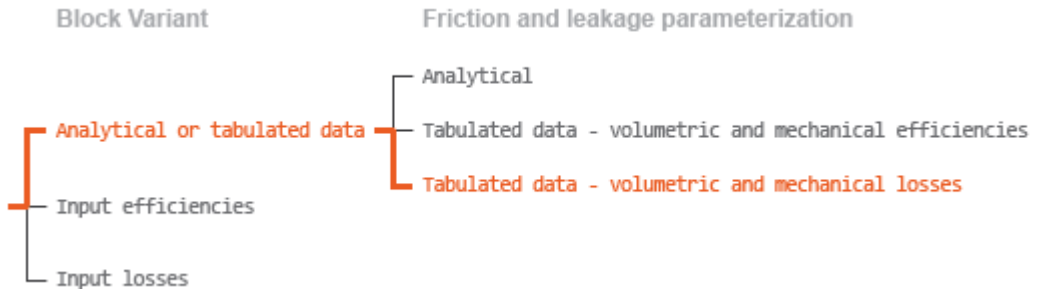 Block Variant
Friction and leakage parameterization
Analytical
Analytical or tabulated data
Tabulated data - volumetric and mechanical efficiencies
Tabulated data - volumetric and mechanical losses
Input efficiencies
Input losses